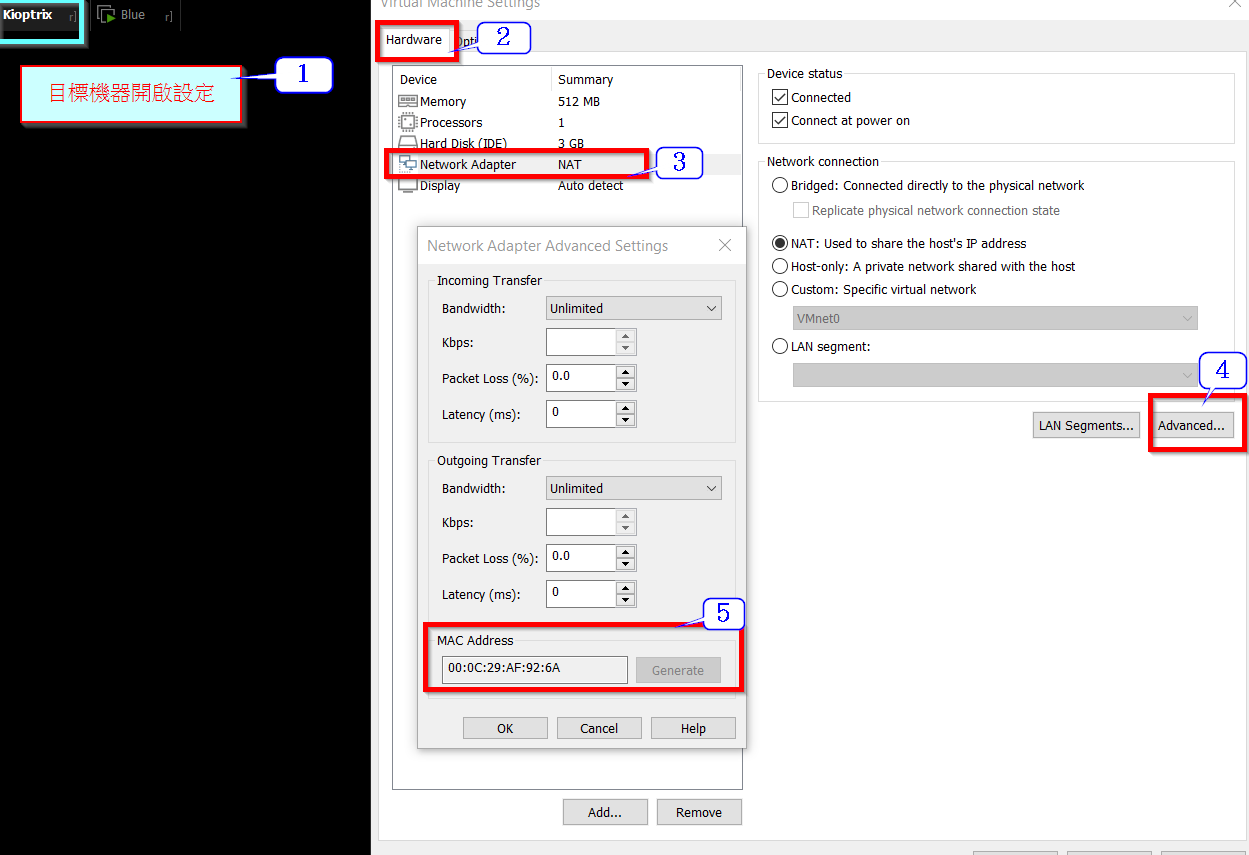 Kioptrix
r]
Blue
r]
1
目標機器開啟設定
Virtual Machine Settings
Hardware
Opti
2
Device Summary
Memory 512 MB
Processors 1
Hard Disk (IDE) 3 GB
Network Adapter NAT
3
Display Auto detect
Device status
Connected
Connect at power on
Network connection
Bridged: Connected directly to the physical network
Replicate physical network connection state
NAT: Used to share the host's IP address
Host-only: A private network shared with the host
Custom: Specific virtual network
VMnet0
LAN segment:
4
LAN Segments...
Advanced...
Network Adapter Advanced Settings
Incoming Transfer
Bandwidth: Unlimited
Kbps:
Packet Loss (%): 0.0
Latency (ms): 0
Outgoing Transfer
Bandwidth: Unlimited
Kbps:
Packet Loss (%): 0.0
Latency (ms): 0
5
MAC Address
00:0C:29:AF:92:6A
Generate
OK
Cancel
Help
Add...
Remove